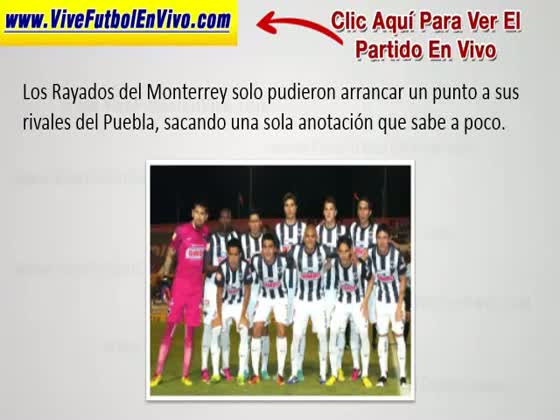 www.ViveFutbolEnVivo.com
Clic Aquí Para Ver El
Partido En Vivo
Los Rayados del Monterrey solo pudieron arrancar un punto a sus
rivales del Puebla, sacando una sola anotación que sabe a poco.